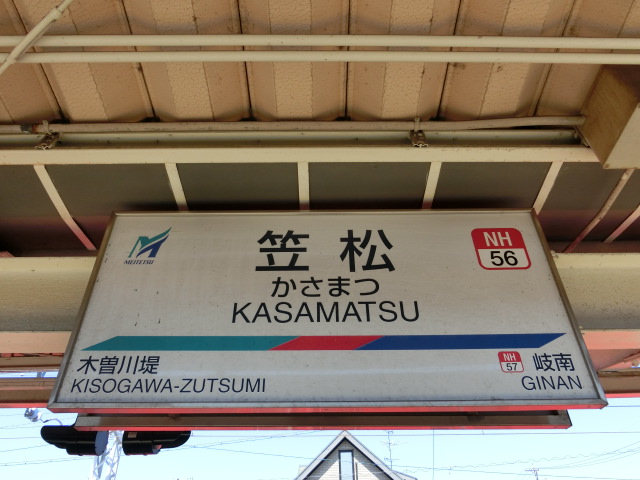 MEITETSU
笠松
かさまつ
KASAMATSU
NH
56
木曽川堤
KISOGAWA-ZUTSUMI
NH
57
岐南
GINAN